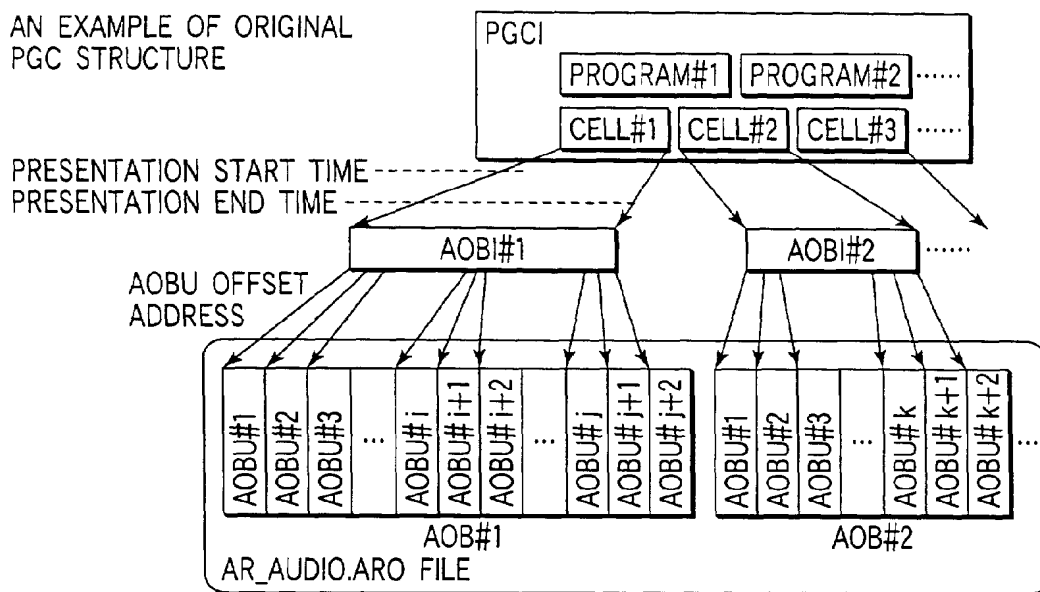 AN EXAMPLE OF ORIGINAL
PGC STRUCTURE
PGCI
PROGRAM#1 PROGRAM#2 ......
CELL#1 CELL#2 CELL#3 ......
PRESENTATION START TIME
PRESENTATION END TIME
AOBI#1 AOBI#2 ......
AOBU OFFSET
ADDRESS
AOBU#1 AOBU#2 AOBU#3 ... AOBU#i AOBU#i+1 AOBU#i+2 ... AOBU#j AOBU#j+1 AOBU#j+2 AOBU#1 AOBU#2 AOBU#3 ... AOBU#k AOBU#k+1 AOBU#k+2 ...
AOB#1 AOB#2
AR_AUDIO.ARO FILE